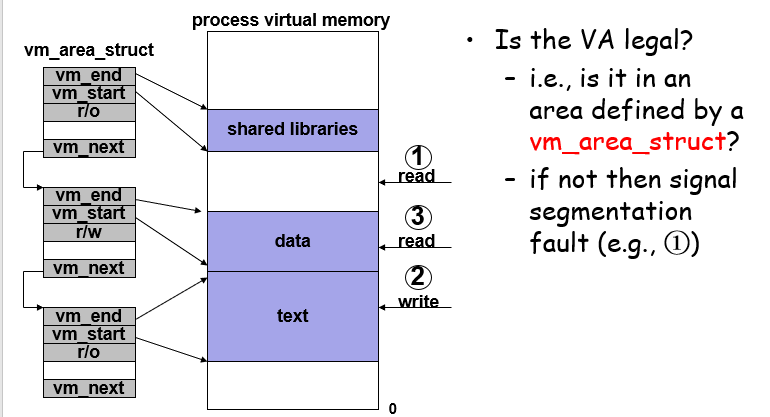 process virtual memory
vm_area_struct
vm_end
vm_start
r/o
vm_next
vm_end
vm_start
r/w
vm_next
vm_end
vm_start
r/o
vm_next
shared libraries
data
text
①
read
③
read
②
write
0
• Is the VA legal?
– i.e., is it in an
area defined by a
vm_area_struct?
– if not then signal
segmentation
fault (e.g., ①)